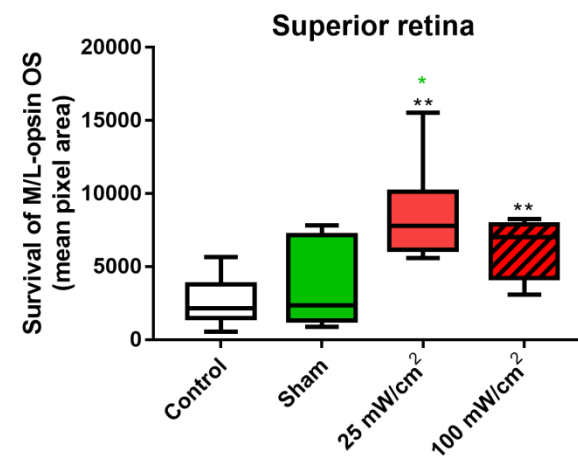 Superior retina
Survival of M/L-opsin OS
(mean pixel area)
20000
15000
10000
5000
0
*
**
**
Control
Sham
25 mW/cm²
100 mW/cm²